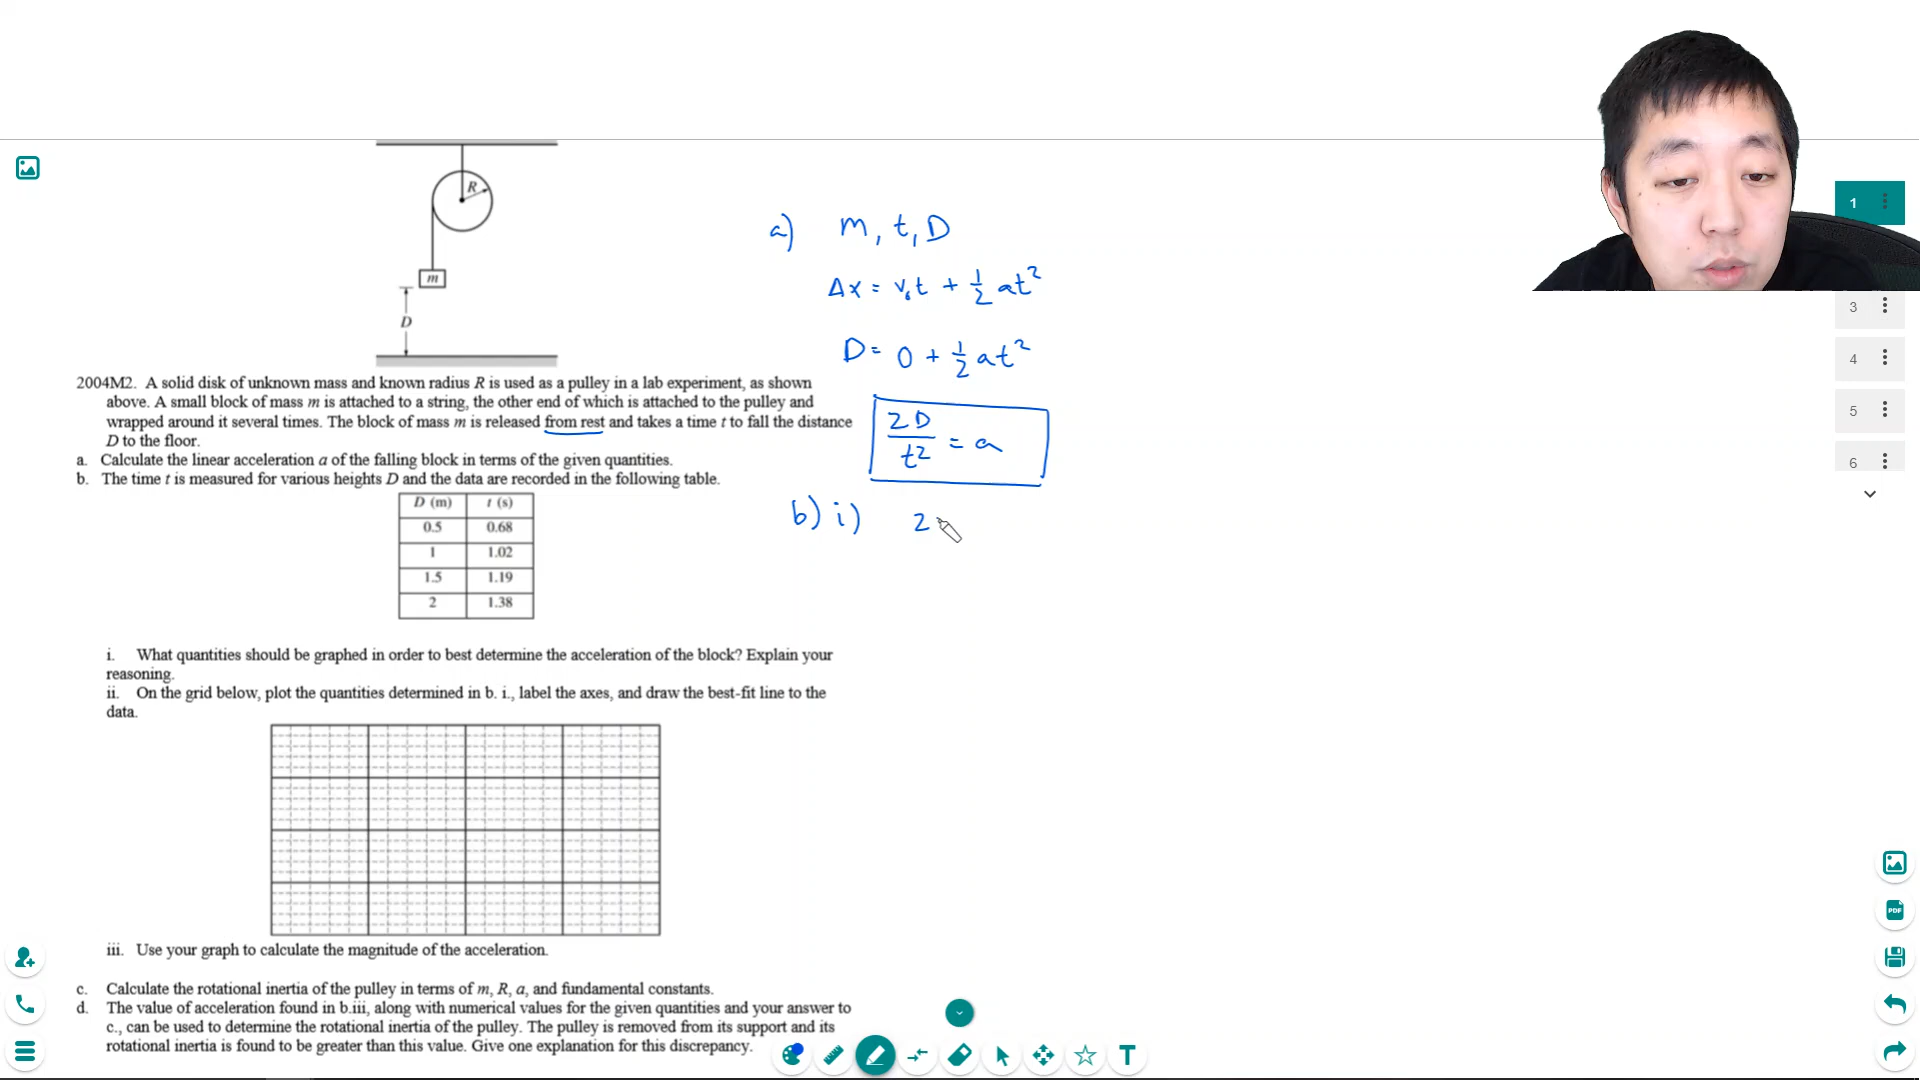 R
m
D
2004M2. A solid disk of unknown mass and known radius R is used as a pulley in a lab experiment, as shown
above. A small block of mass m is attached to a string, the other end of which is attached to the pulley and
wrapped around it several times. The block of mass m is released from rest and takes a time t to fall the distance
D to the floor.
a. Calculate the linear acceleration a of the falling block in terms of the given quantities.
b. The time t is measured for various heights D and the data are recorded in the following table.
D (m) t (s)
0.5 0.68
1 1.02
1.5 1.19
2 1.38
i. What quantities should be graphed in order to best determine the acceleration of the block? Explain your
reasoning.
ii. On the grid below, plot the quantities determined in b. i., label the axes, and draw the best-fit line to the
data.
iii. Use your graph to calculate the magnitude of the acceleration.
c. Calculate the rotational inertia of the pulley in terms of m, R, a, and fundamental constants.
d. The value of acceleration found in b.iii, along with numerical values for the given quantities and your answer to
c., can be used to determine the rotational inertia of the pulley. The pulley is removed from its support and its
rotational inertia is found to be greater than this value. Give one explanation for this discrepancy.
a) m, t, D
Δx = v₀t + 1/2 at²
D = 0 + 1/2 at²
2D/t² = a
b) i) 2
1
3
4
5
6
PDF
T